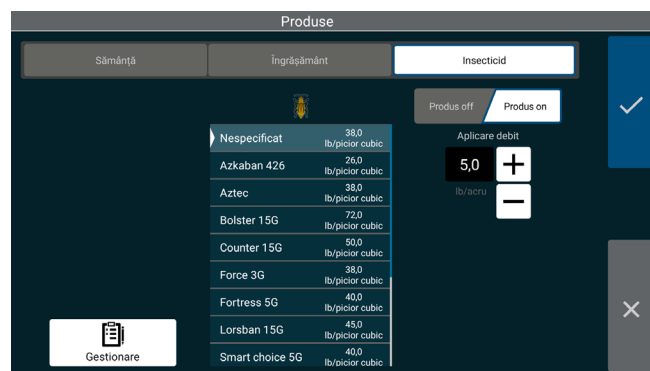 Produse
Sămânță
Îngrășământ
Insecticid
Produs off
Produs on
Nespecificat 38,0
lb/picior cubic
Azkaban 426 26,0
lb/picior cubic
Aztec 38,0
lb/picior cubic
Bolster 15G 72,0
lb/picior cubic
Counter 15G 50,0
lb/picior cubic
Force 3G 38,0
lb/picior cubic
Fortress 5G 40,0
lb/picior cubic
Lorsban 15G 45,0
lb/picior cubic
Smart choice 5G 40,0
lb/picior cubic
Aplicare debit
5,0
lb/acru
Gestionare